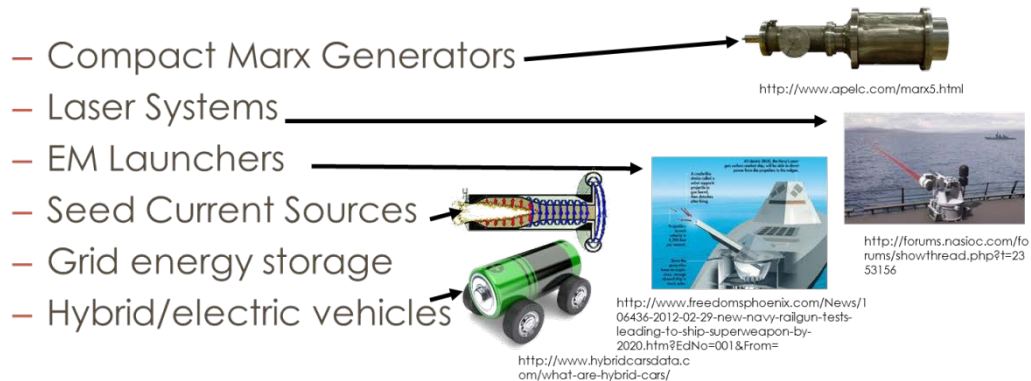 – Compact Marx Generators
– Laser Systems
– EM Launchers
– Seed Current Sources
– Grid energy storage
– Hybrid/electric vehicles
http://www.apelc.com/marx5.html
http://forums.nasioc.com/fo
rums/showthread.php?t=23
53156
http://www.freedomsphoenix.com/News/1
06436-2012-02-29-new-navy-railgun-tests-
leading-to-ship-superweapon-by-
2020.htm?EdNo=001&From=
http://www.hybridcarsdata.c
om/what-are-hybrid-cars/